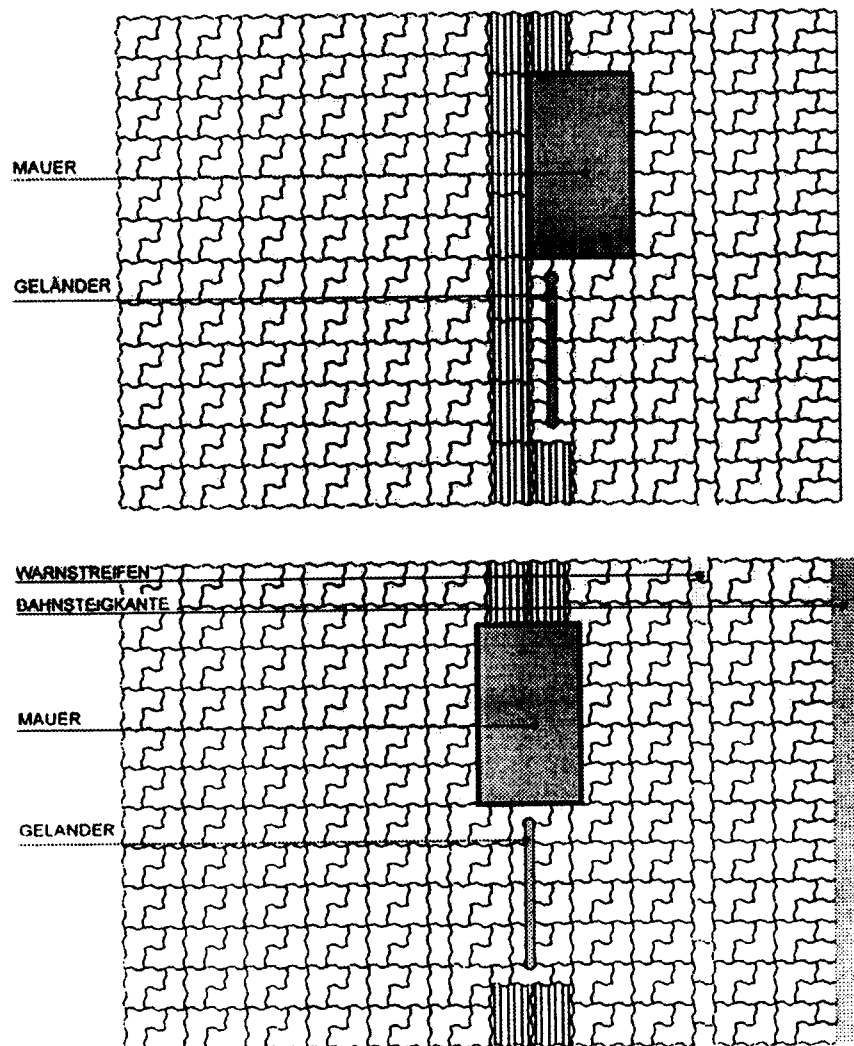 MAUER
GELÄNDER
WARNSTREIFEN
BAHNSTEIGKANTE
MAUER
GELANDER